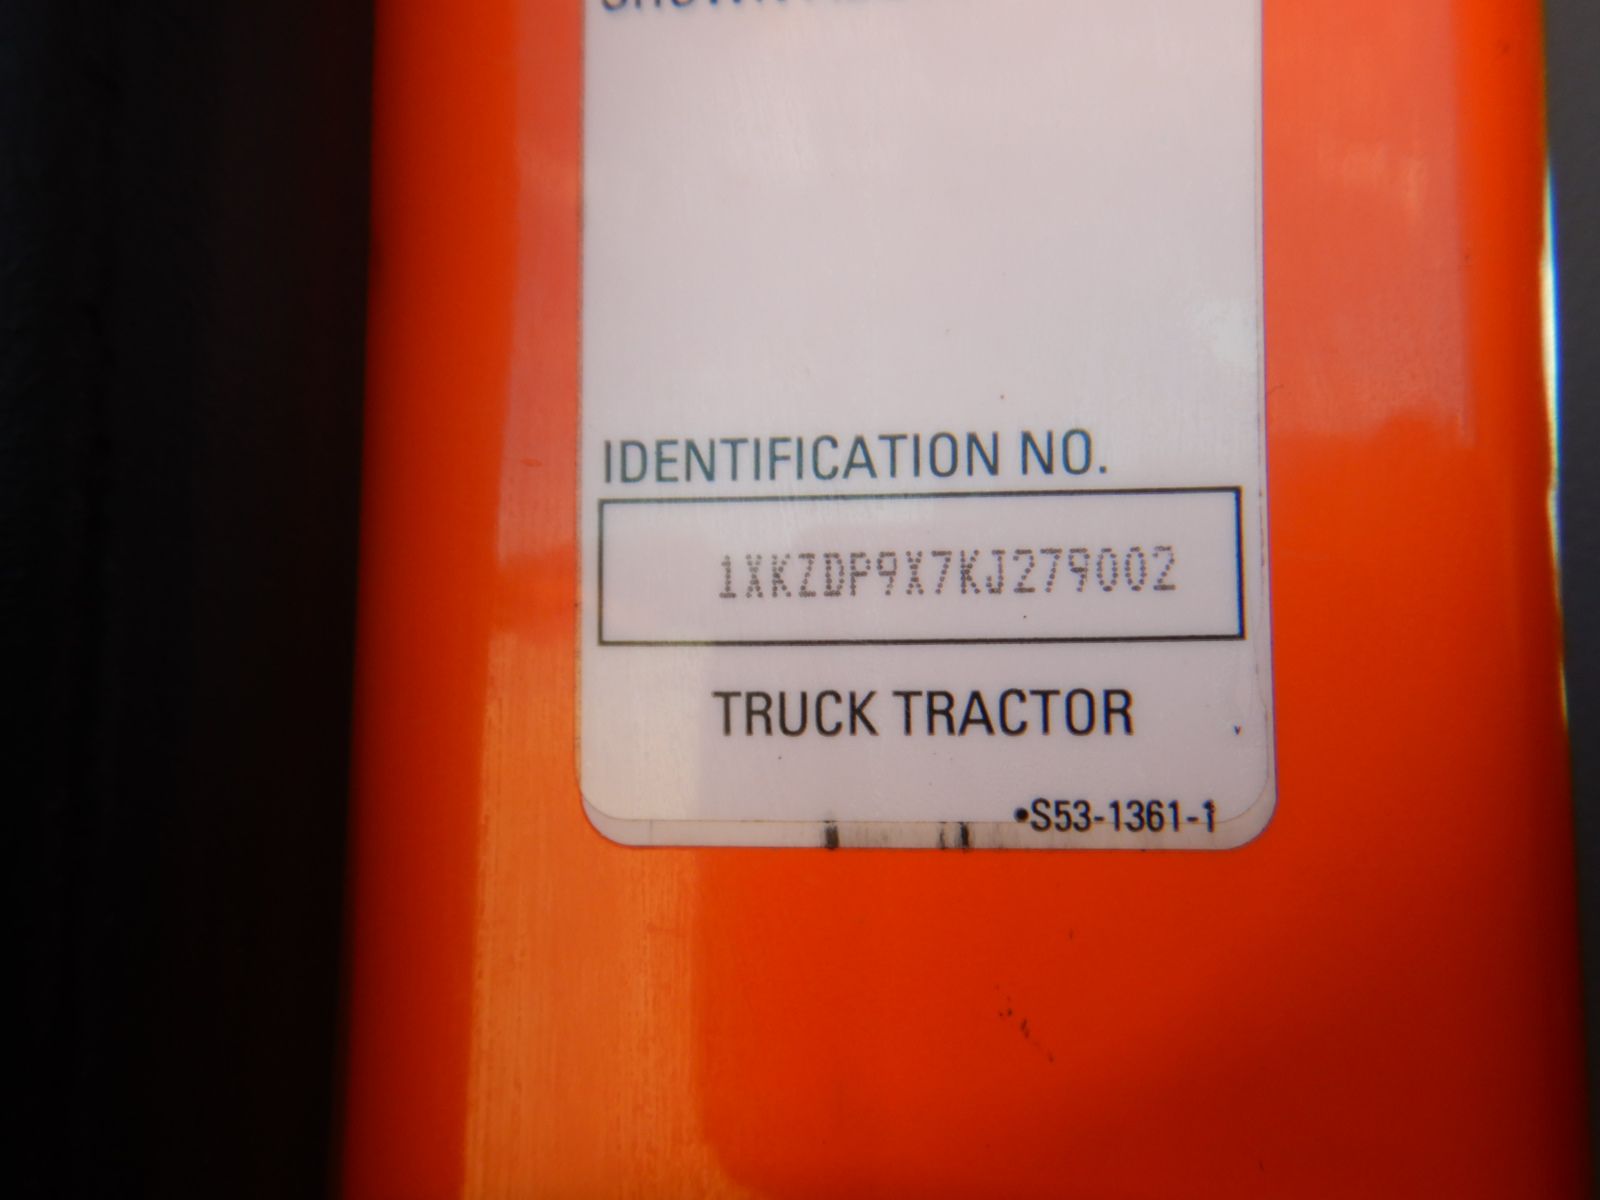 IDENTIFICATION NO.
1XKZDP9X7KJ279002
TRUCK TRACTOR
•S53-1361-1